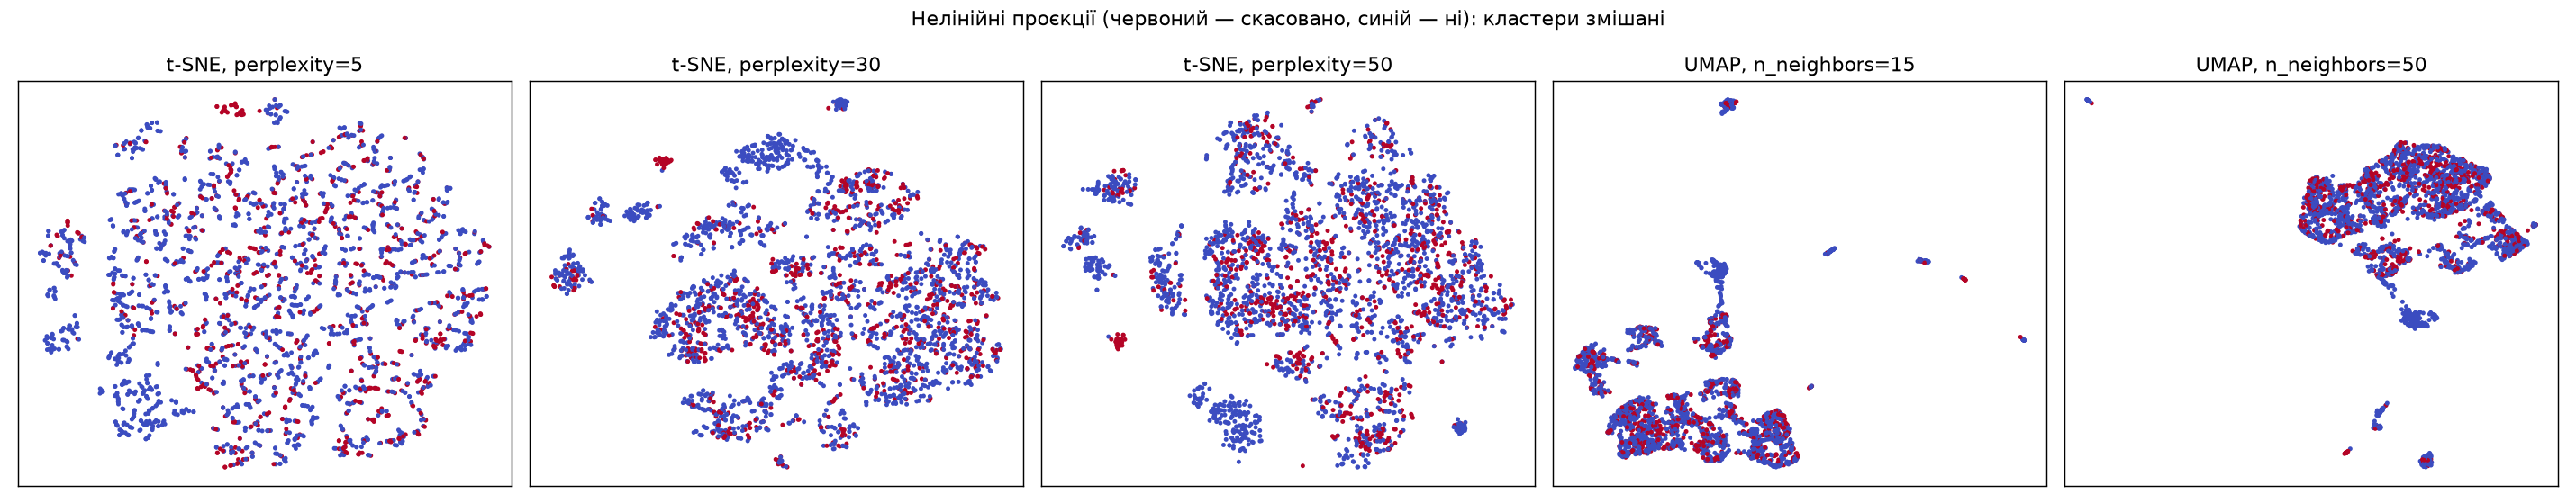 Нелінійні проєкції (червоний — скасовано, синій — ні): кластери змішані
t-SNE, perplexity=5
t-SNE, perplexity=30
t-SNE, perplexity=50
UMAP, n_neighbors=15
UMAP, n_neighbors=50